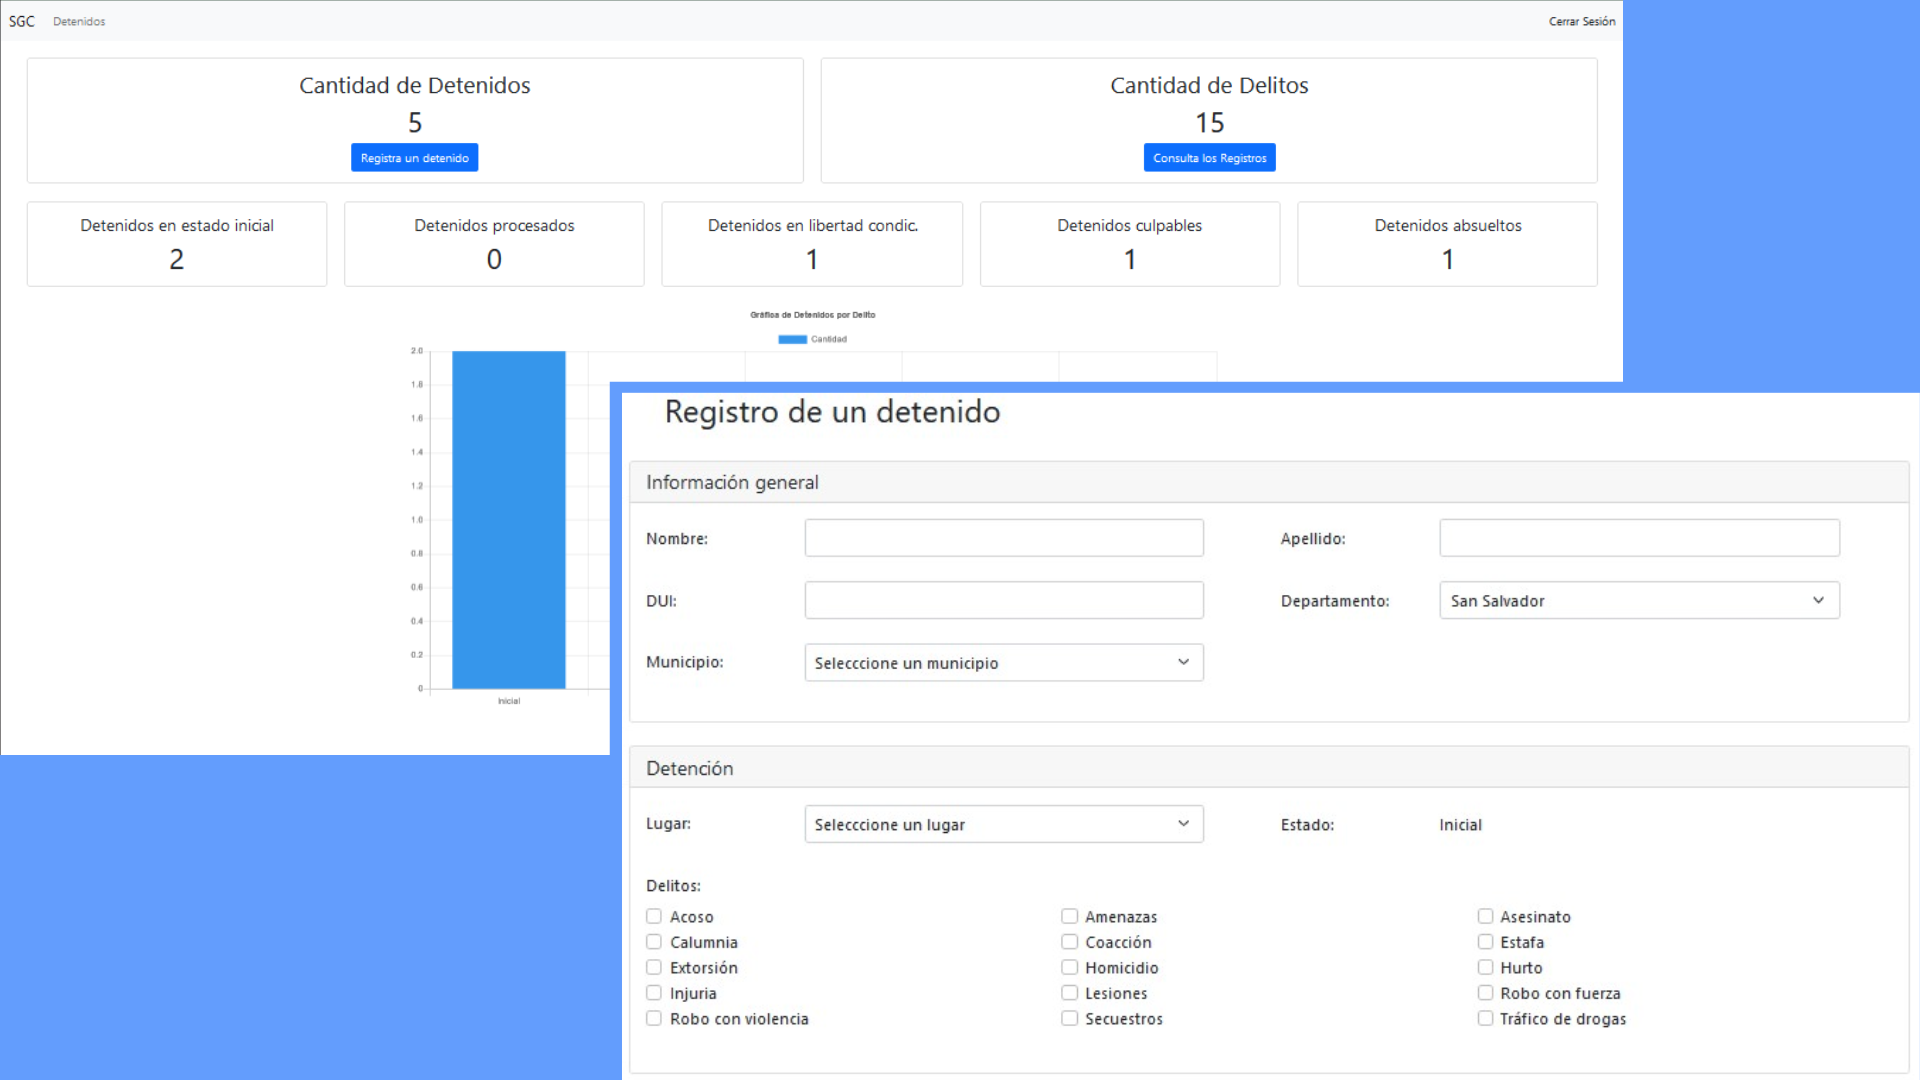 SGC Detenidos Cerrar Sesión
Cantidad de Detenidos
5
Registra un detenido
Cantidad de Delitos
15
Consulta los Registros
Detenidos en estado inicial
2
Detenidos procesados
0
Detenidos en libertad condic.
1
Detenidos culpables
1
Detenidos absueltos
1
Gráfica de Detenidos por Delito
Cantidad
2.0
1.8
1.6
1.4
1.2
1.0
0.8
0.6
0.4
0.2
0
Inicial
Registro de un detenido
Información general
Nombre: Apellido:
DUI: Departamento: San Salvador
Municipio: Selecccione un municipio
Detención
Lugar: Selecccione un lugar Estado: Inicial
Delitos:
Acoso Amenazas Asesinato
Calumnia Coacción Estafa
Extorsión Homicidio Hurto
Injuria Lesiones Robo con fuerza
Robo con violencia Secuestros Tráfico de drogas